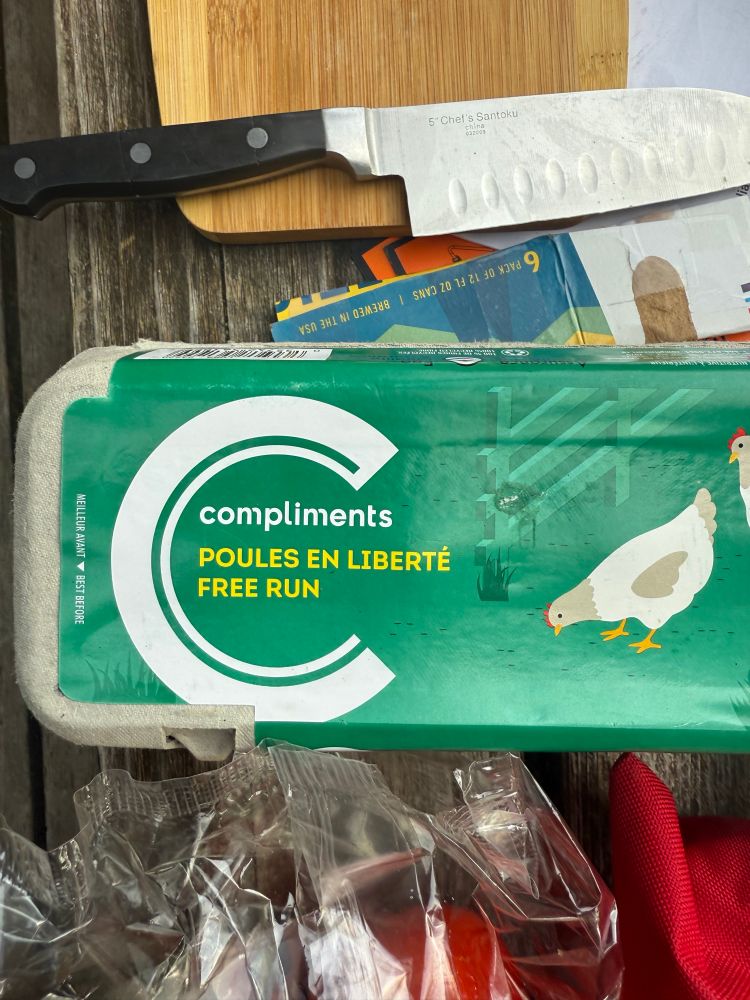 5" Chef's Santoku
china
6 PACK OF 12 FL OZ CANS | BREWED IN THE USA
compliments
POULES EN LIBERTÉ
FREE RUN
MEILLEUR AVANT ◀ BEST BEFORE